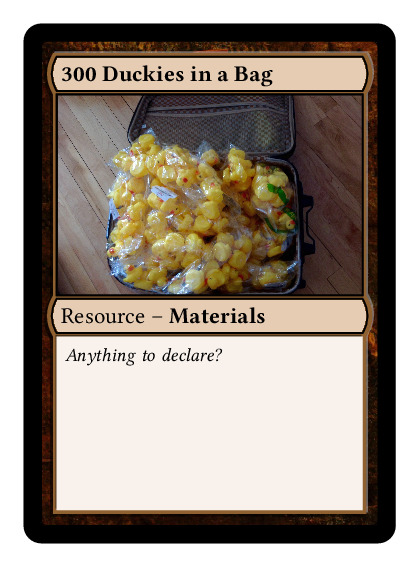 300 Duckies in a Bag
Resource – Materials
Anything to declare?